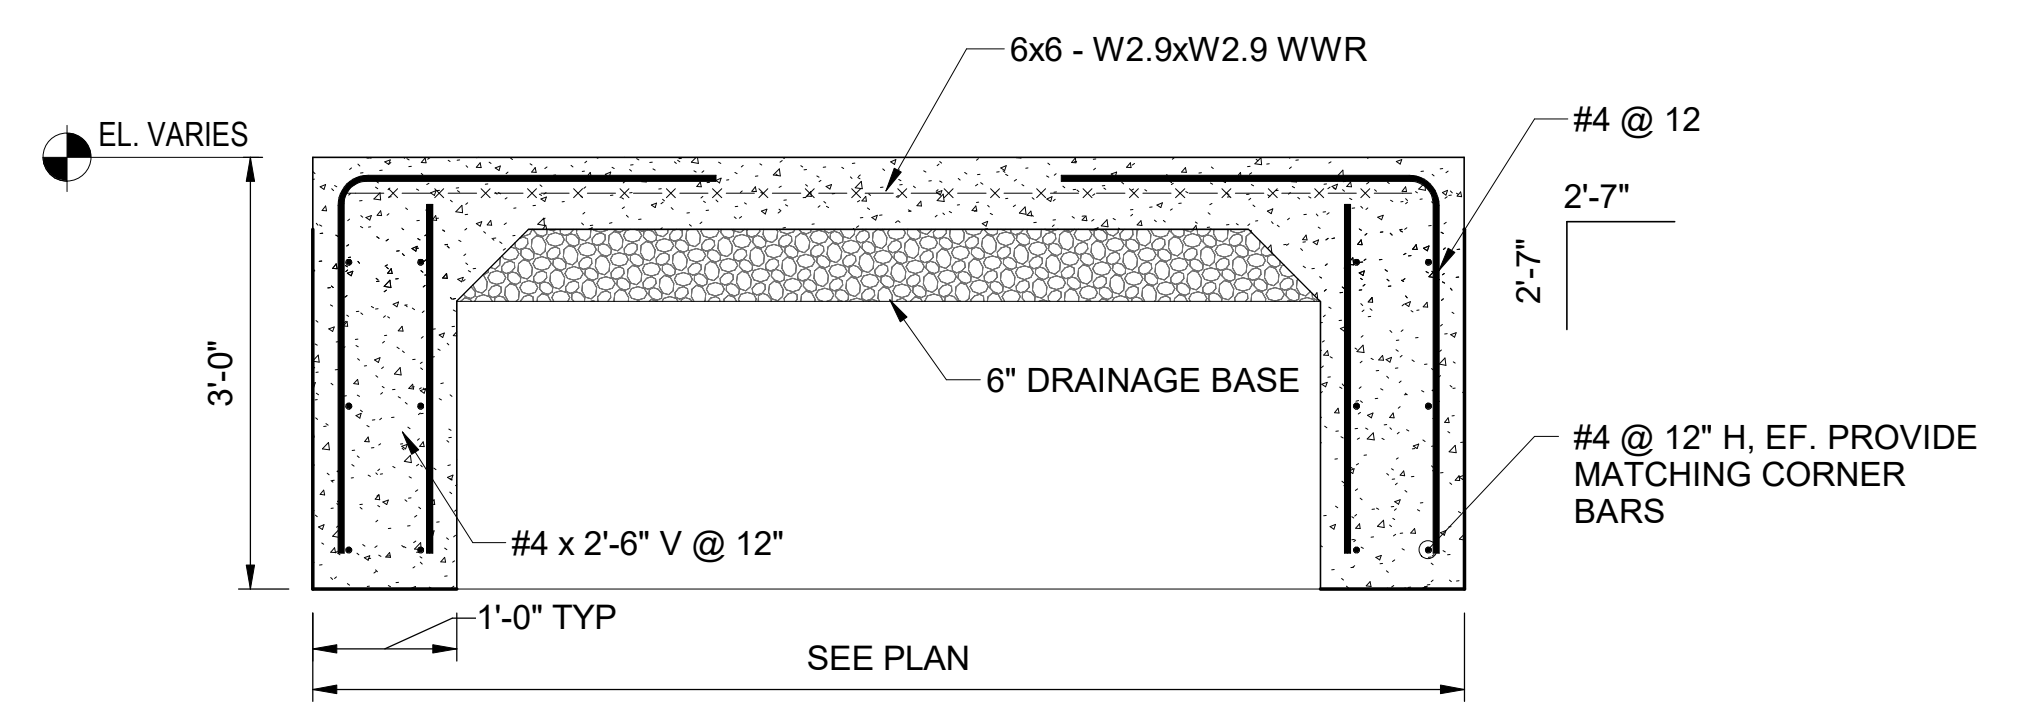 6x6 - W2.9xW2.9 WWR
#4 @ 12
EL. VARIES
2'-7"
2'-7"
3'-0"
6" DRAINAGE BASE
#4 @ 12" H, EF. PROVIDE
MATCHING CORNER
BARS
#4 x 2'-6" V @ 12"
1'-0" TYP
SEE PLAN